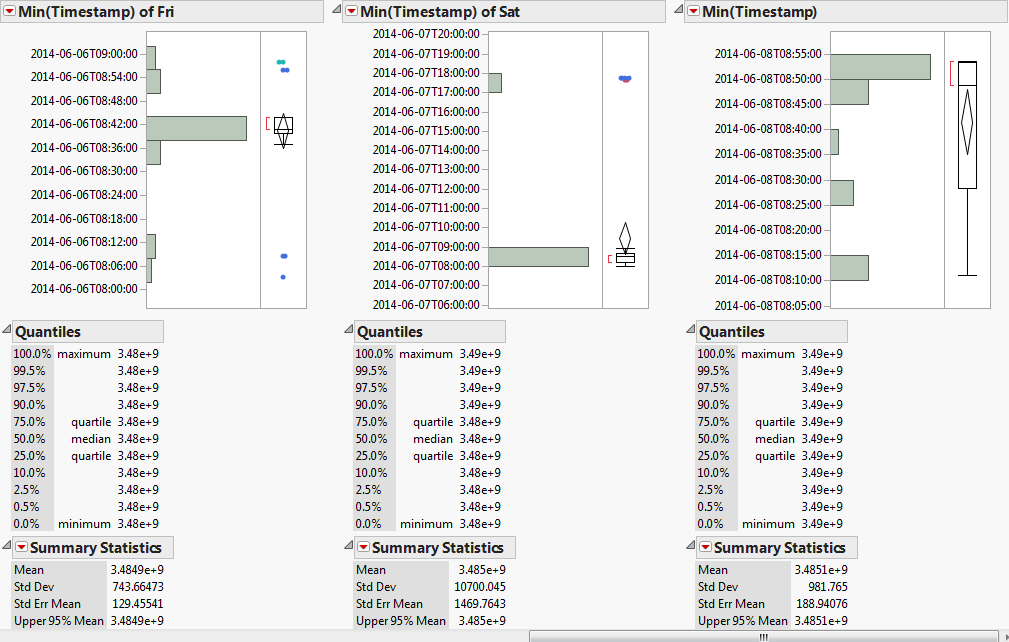 Min(Timestamp) of Fri
2014-06-06T09:00:00
2014-06-06T08:54:00
2014-06-06T08:48:00
2014-06-06T08:42:00
2014-06-06T08:36:00
2014-06-06T08:30:00
2014-06-06T08:24:00
2014-06-06T08:18:00
2014-06-06T08:12:00
2014-06-06T08:06:00
2014-06-06T08:00:00
Quantiles
100.0% maximum 3.48e+9
99.5% 3.48e+9
97.5% 3.48e+9
90.0% 3.48e+9
75.0% quartile 3.48e+9
50.0% median 3.48e+9
25.0% quartile 3.48e+9
10.0% 3.48e+9
2.5% 3.48e+9
0.5% 3.48e+9
0.0% minimum 3.48e+9
Summary Statistics
Mean 3.4849e+9
Std Dev 743.66473
Std Err Mean 129.45541
Upper 95% Mean 3.4849e+9
Min(Timestamp) of Sat
2014-06-07T20:00:00
2014-06-07T19:00:00
2014-06-07T18:00:00
2014-06-07T17:00:00
2014-06-07T16:00:00
2014-06-07T15:00:00
2014-06-07T14:00:00
2014-06-07T13:00:00
2014-06-07T12:00:00
2014-06-07T11:00:00
2014-06-07T10:00:00
2014-06-07T09:00:00
2014-06-07T08:00:00
2014-06-07T07:00:00
2014-06-07T06:00:00
Quantiles
100.0% maximum 3.49e+9
99.5% 3.49e+9
97.5% 3.49e+9
90.0% 3.49e+9
75.0% quartile 3.48e+9
50.0% median 3.48e+9
25.0% quartile 3.48e+9
10.0% 3.48e+9
2.5% 3.48e+9
0.5% 3.48e+9
0.0% minimum 3.48e+9
Summary Statistics
Mean 3.485e+9
Std Dev 10700.045
Std Err Mean 1469.7643
Upper 95% Mean 3.485e+9
Min(Timestamp)
2014-06-08T08:55:00
2014-06-08T08:50:00
2014-06-08T08:45:00
2014-06-08T08:40:00
2014-06-08T08:35:00
2014-06-08T08:30:00
2014-06-08T08:25:00
2014-06-08T08:20:00
2014-06-08T08:15:00
2014-06-08T08:10:00
2014-06-08T08:05:00
Quantiles
100.0% maximum 3.49e+9
99.5% 3.49e+9
97.5% 3.49e+9
90.0% 3.49e+9
75.0% quartile 3.49e+9
50.0% median 3.49e+9
25.0% quartile 3.49e+9
10.0% 3.49e+9
2.5% 3.49e+9
0.5% 3.49e+9
0.0% minimum 3.49e+9
Summary Statistics
Mean 3.4851e+9
Std Dev 981.765
Std Err Mean 188.94076
Upper 95% Mean 3.4851e+9